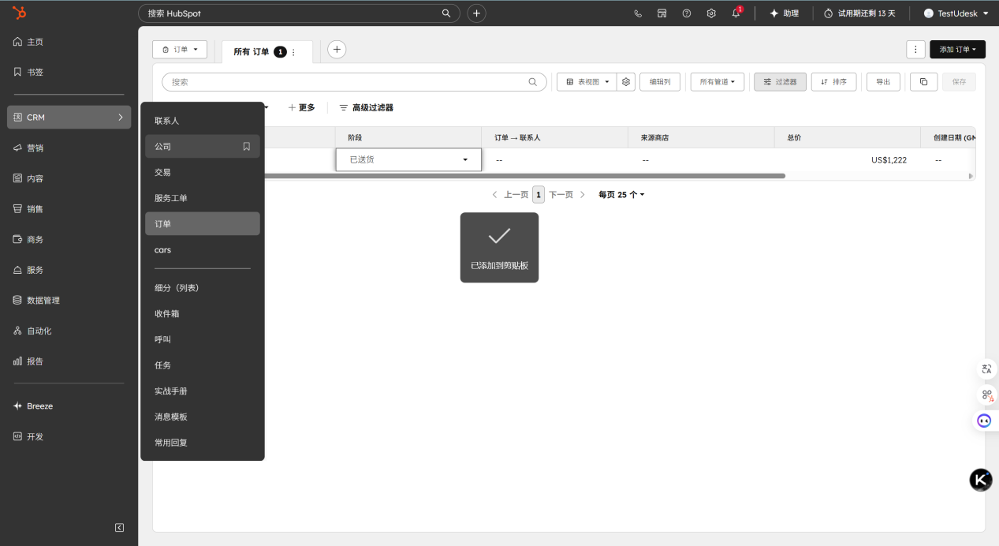 搜索 HubSpot
1
助理
试用期还剩 13 天
TestUdesk
主页
书签
CRM
营销
内容
销售
商务
服务
数据管理
自动化
报告
Breeze
开发
订单
所有 订单 1
添加 订单
搜索
表视图
编辑列
所有管道
过滤器
排序
导出
保存
更多
高级过滤器
联系人
公司
交易
服务工单
订单
cars
细分（列表）
收件箱
呼叫
任务
实战手册
消息模板
常用回复
阶段
订单 → 联系人
来源商店
总价
创建日期 (GM
已送货
--
--
US$1,222
--
上一页
1
下一页
每页 25 个
已添加到剪贴板
K